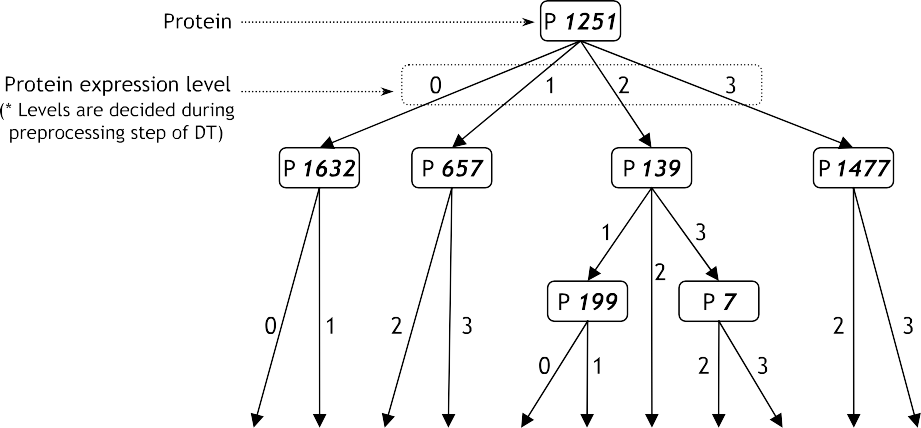 Protein
P 1251
Protein expression level
(* Levels are decided during
preprocessing step of DT)
0 1 2 3
P 1632
P 657
P 139
P 1477
1
2
3
P 199
P 7
0
1
2
3
2
3
0
1
2
3